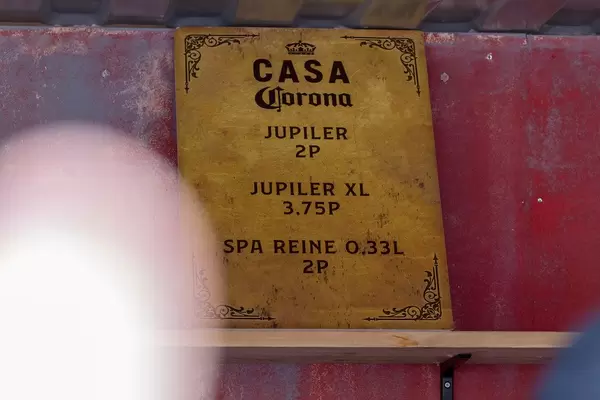 CASA
Corona
JUPILER
2P
JUPILER XL
3,75P
SPA REINE 0,33L
2P